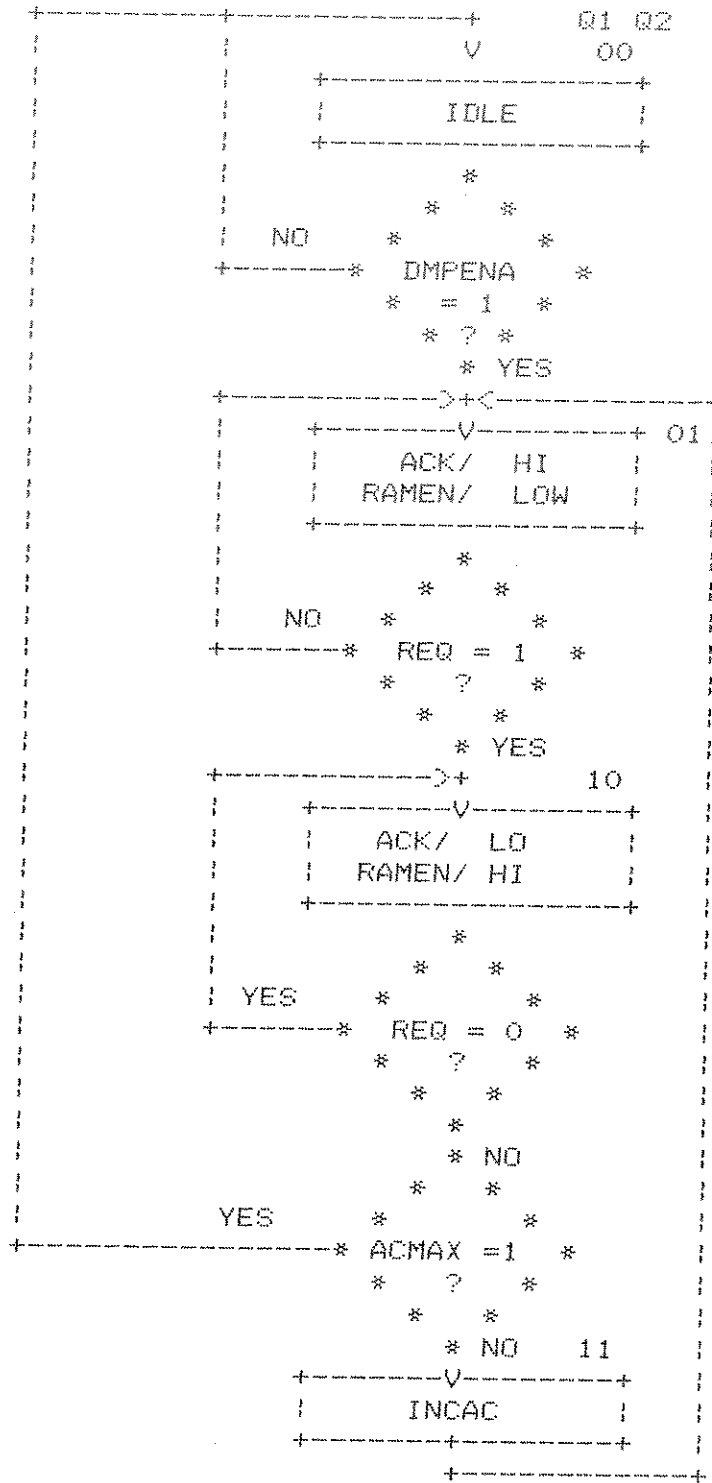 Q1 Q2
00
IDLE
NO
DMPENA
= 1
?
YES
01
ACK/ HI
RAMEN/ LOW
NO
REQ = 1
?
YES
10
ACK/ LO
RAMEN/ HI
YES
REQ = 0
?
NO
YES
ACMAX =1
?
NO 11
INCAC